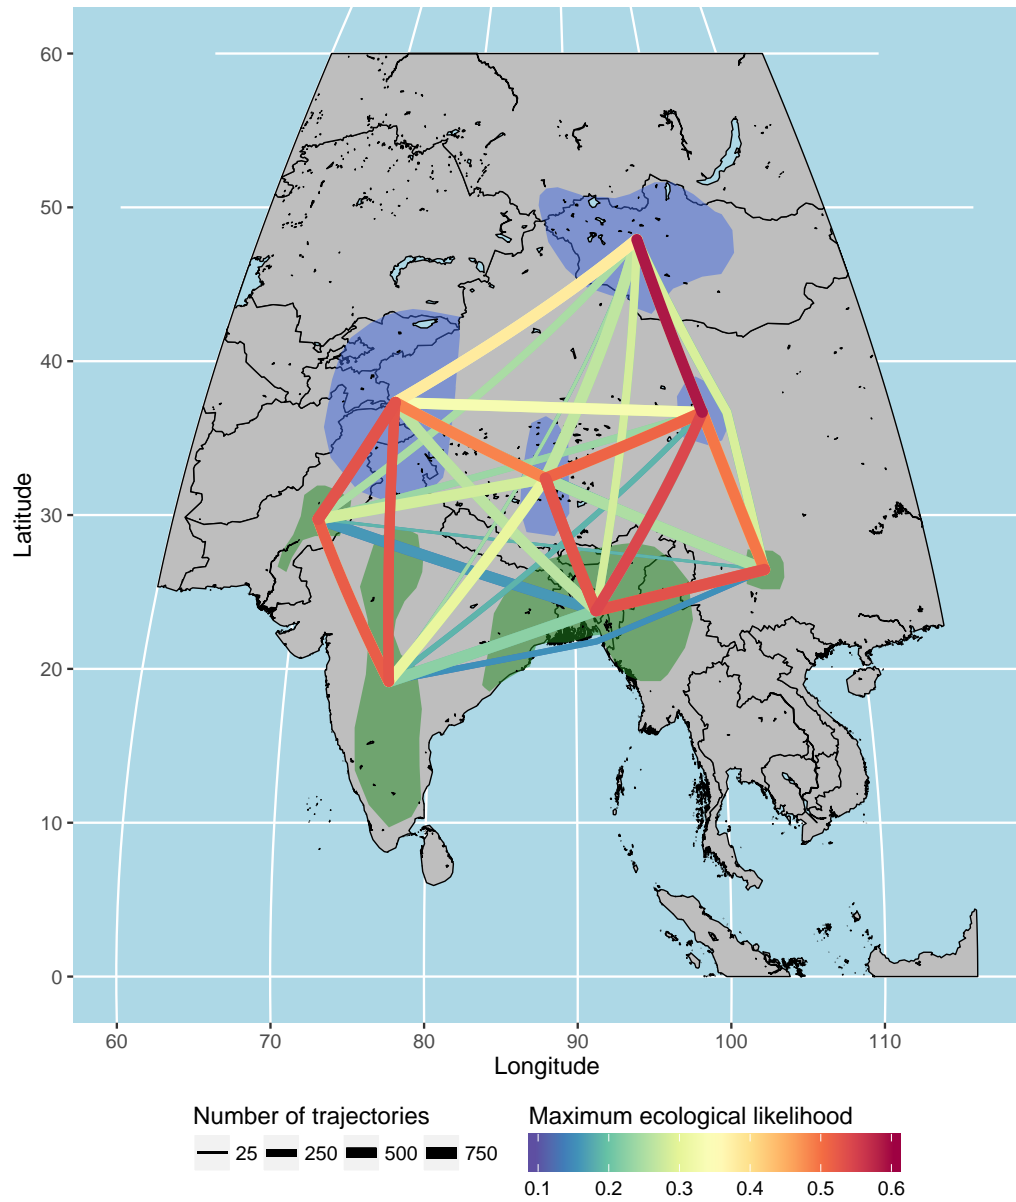 60
50
40
30
20
10
0
Latitude
60 70 80 90 100 110
Longitude
Number of trajectories
25 250 500 750
Maximum ecological likelihood
0.1 0.2 0.3 0.4 0.5 0.6